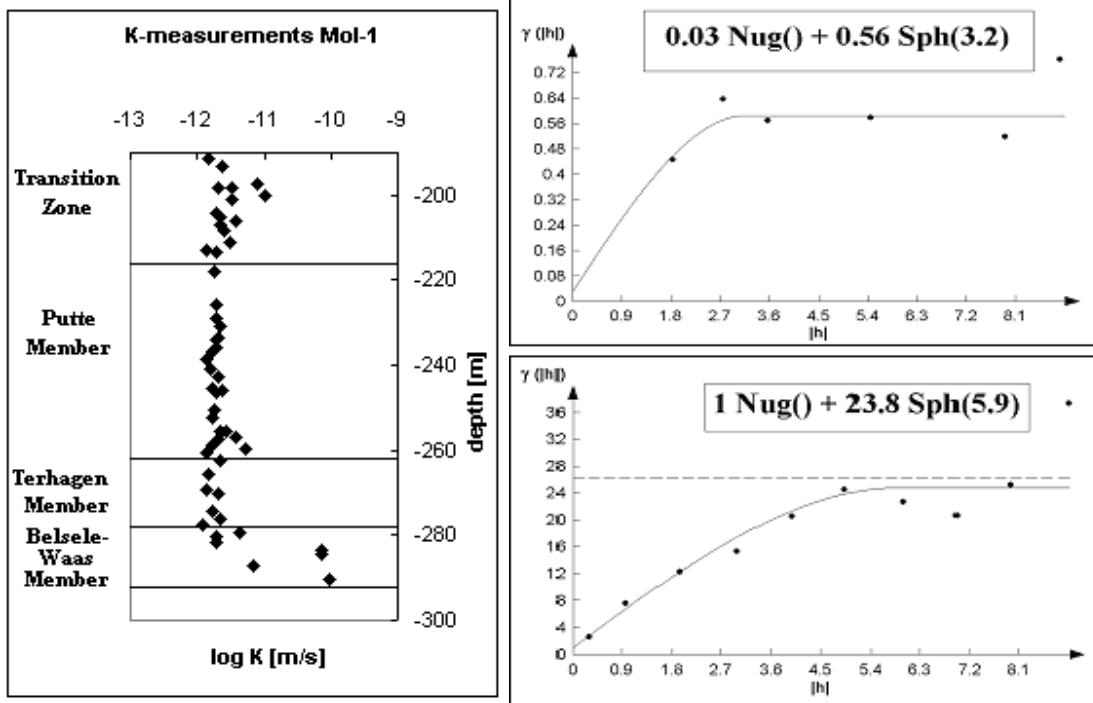 K-measurements Mol-1
-13 -12 -11 -10 -9
Transition
Zone
Putte
Member
Terhagen
Member
Belsele-
Waas
Member
-200
-220
-240
-260
-280
-300
depth [m]
log K [m/s]
γ (|h|)
0.03 Nug() + 0.56 Sph(3.2)
0.72
0.64
0.56
0.48
0.4
0.32
0.24
0.16
0.08
0
0 0.9 1.8 2.7 3.6 4.5 5.4 6.3 7.2 8.1
|h|
γ (|h|)
1 Nug() + 23.8 Sph(5.9)
36
32
28
24
20
16
12
8
4
0
0 0.9 1.8 2.7 3.6 4.5 5.4 6.3 7.2 8.1
|h|